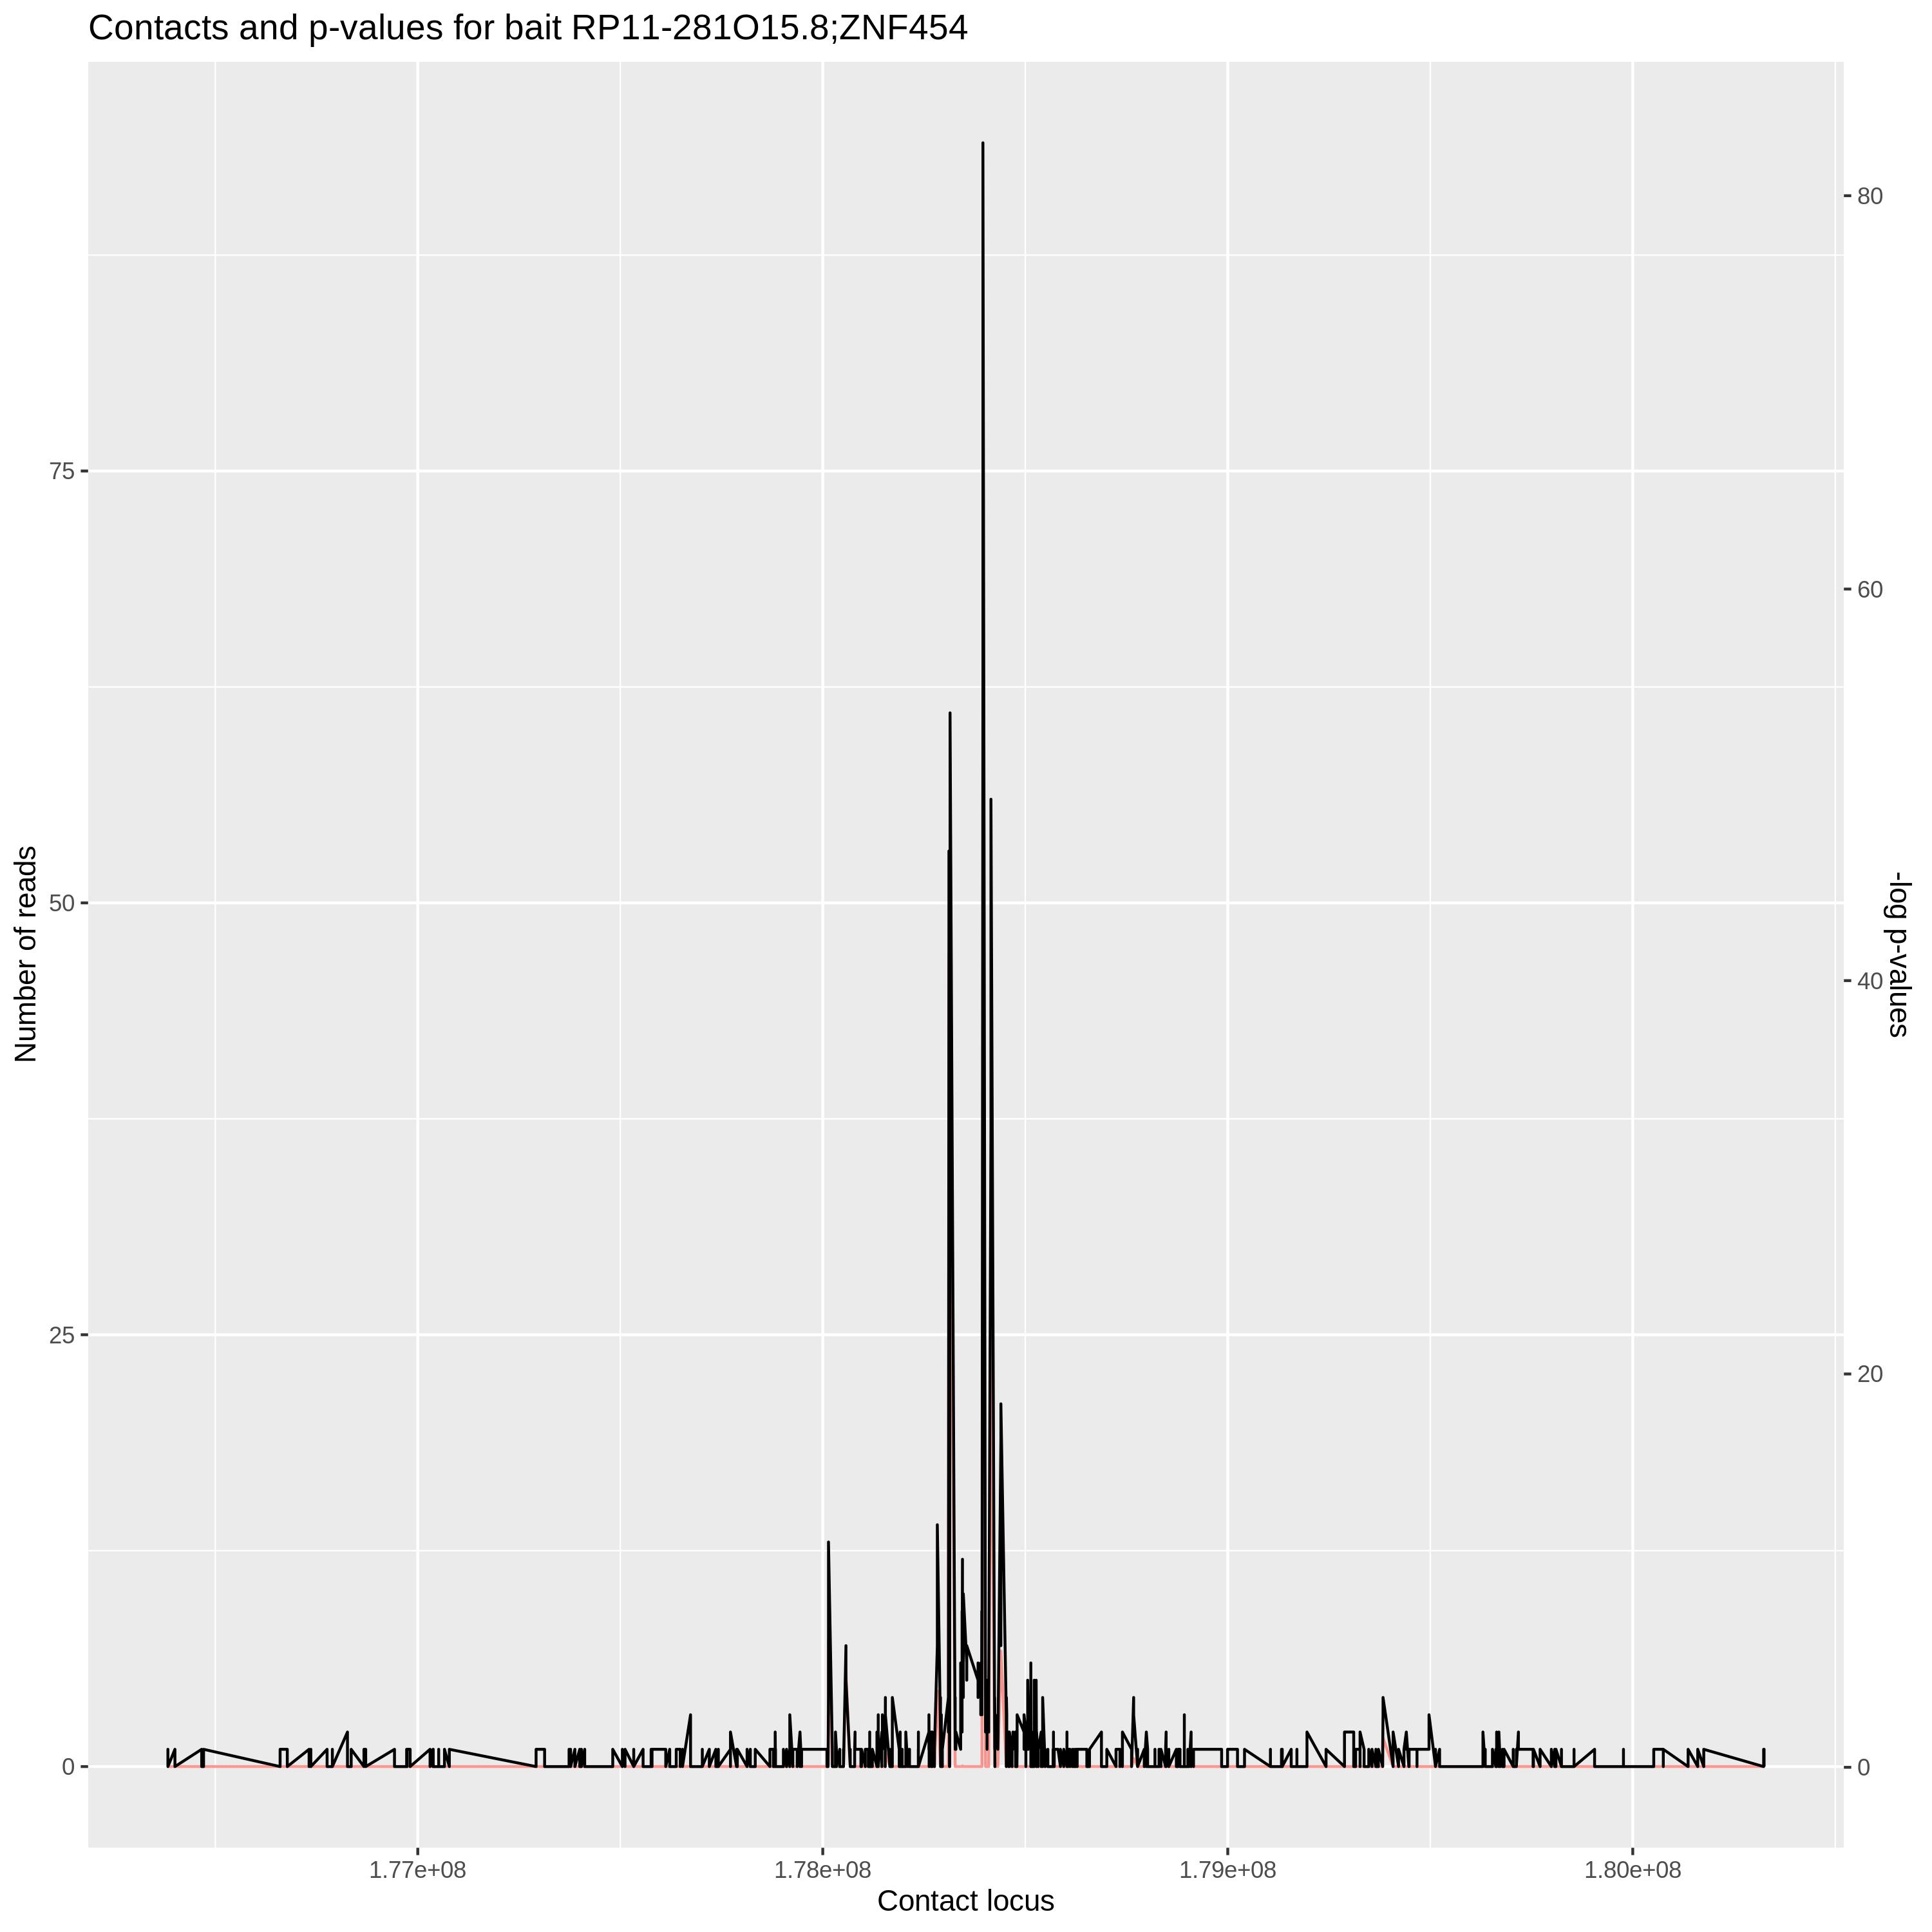 Contacts and p-values for bait RP11-281O15.8;ZNF454
Number of reads
75
50
25
0
80
60
40
20
0
-log p-values
1.77e+08 1.78e+08 1.79e+08 1.80e+08
Contact locus